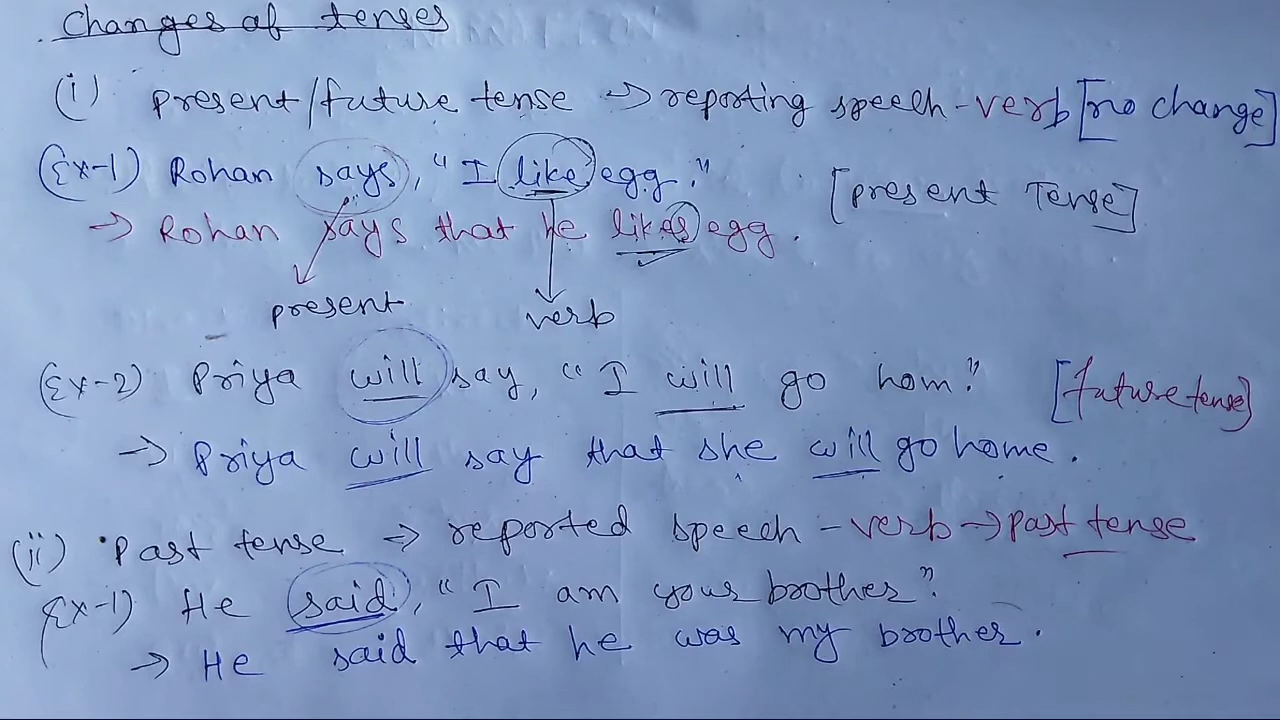 Changes of tenses
(i) present/future tense → reporting speech - verb [no change]
(Ex-1) Rohan says, "I like egg." [present Tense]
→ Rohan says that he likes egg.
present verb
(Ex-2) Priya will say, "I will go hom." [future tense]
→ Priya will say that she will go home.
(ii) Past tense → reported speech - verb → past tense
(Ex-1) He said, "I am your brother".
→ He said that he was my brother.